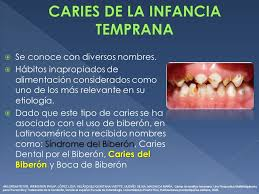 CARIES DE LA INFANCIA
TEMPRANA
Se conoce con diversos nombres.
Hábitos inapropiados de
alimentación considerados como
uno de los más relevante en su
etiología.
Dado que este tipo de caries se ha
asociado con el uso de biberón, en
Latinoamérica ha recibido nombres
como: Síndrome del Biberón, Caries
Dental por el Biberón, Caries del
Biberón y Boca de Biberón